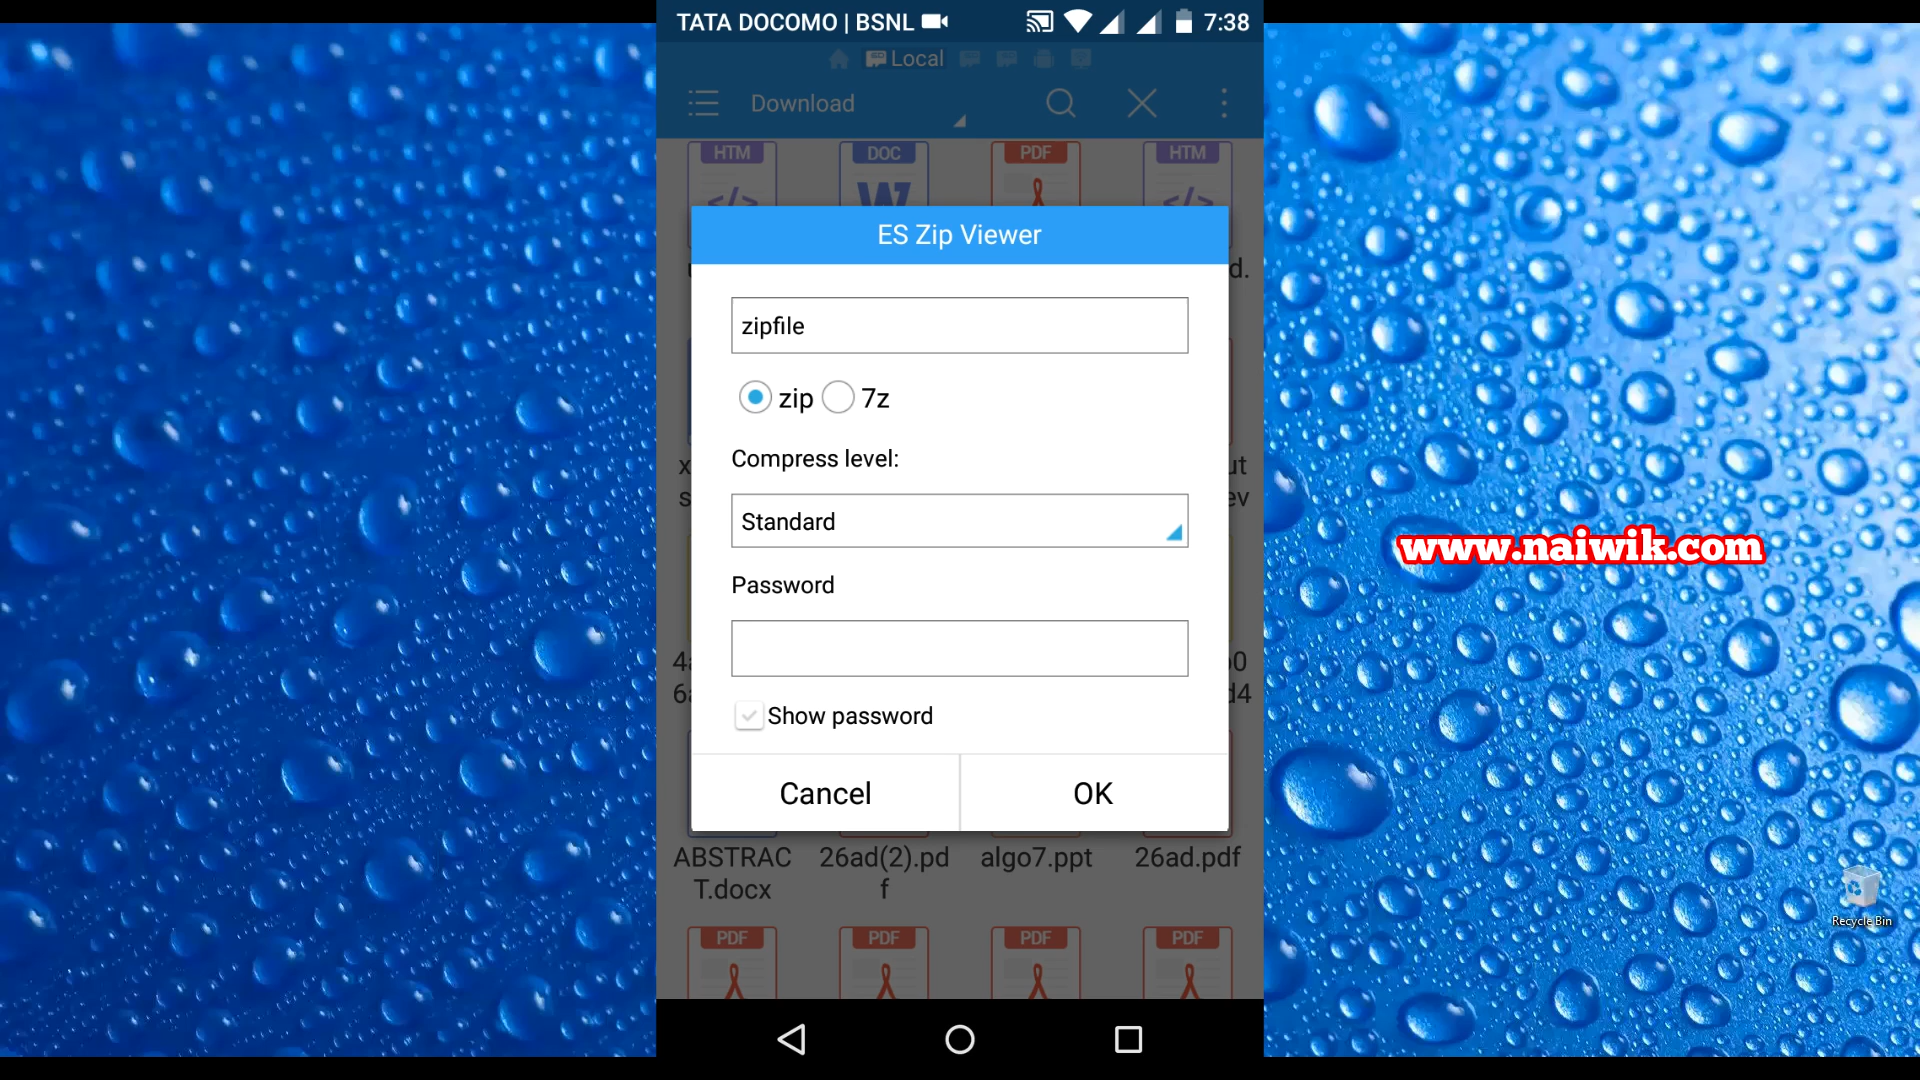 TATA DOCOMO | BSNL 7:38
Local
Download
HTM DOC PDF HTM
ES Zip Viewer
d.
zipfile
zip 7z
Compress level:
Standard
Password
Show password
Cancel OK
ABSTRAC
T.docx
26ad(2).pd
f
algo7.ppt
26ad.pdf
PDF PDF PDF PDF
www.naiwik.com
Recycle Bin